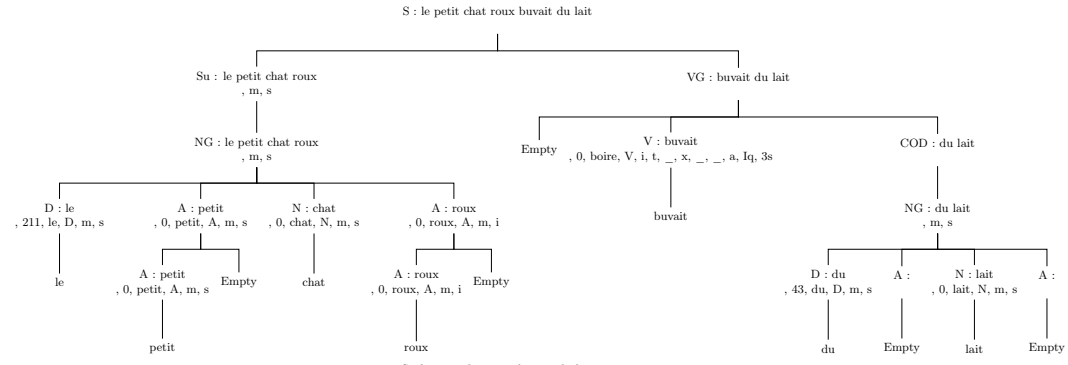 S : le petit chat roux buvait du lait
Su : le petit chat roux
, m, s
VG : buvait du lait
NG : le petit chat roux
, m, s
Empty
V : buvait
, 0, boire, V, i, t, _, x, _, _, a, Iq, 3s
COD : du lait
D : le
, 211, le, D, m, s
A : petit
, 0, petit, A, m, s
N : chat
, 0, chat, N, m, s
A : roux
, 0, roux, A, m, i
buvait
NG : du lait
, m, s
le
A : petit
, 0, petit, A, m, s
Empty
chat
A : roux
, 0, roux, A, m, i
Empty
D : du
, 43, du, D, m, s
A :
N : lait
, 0, lait, N, m, s
A :
petit
roux
du
Empty
lait
Empty